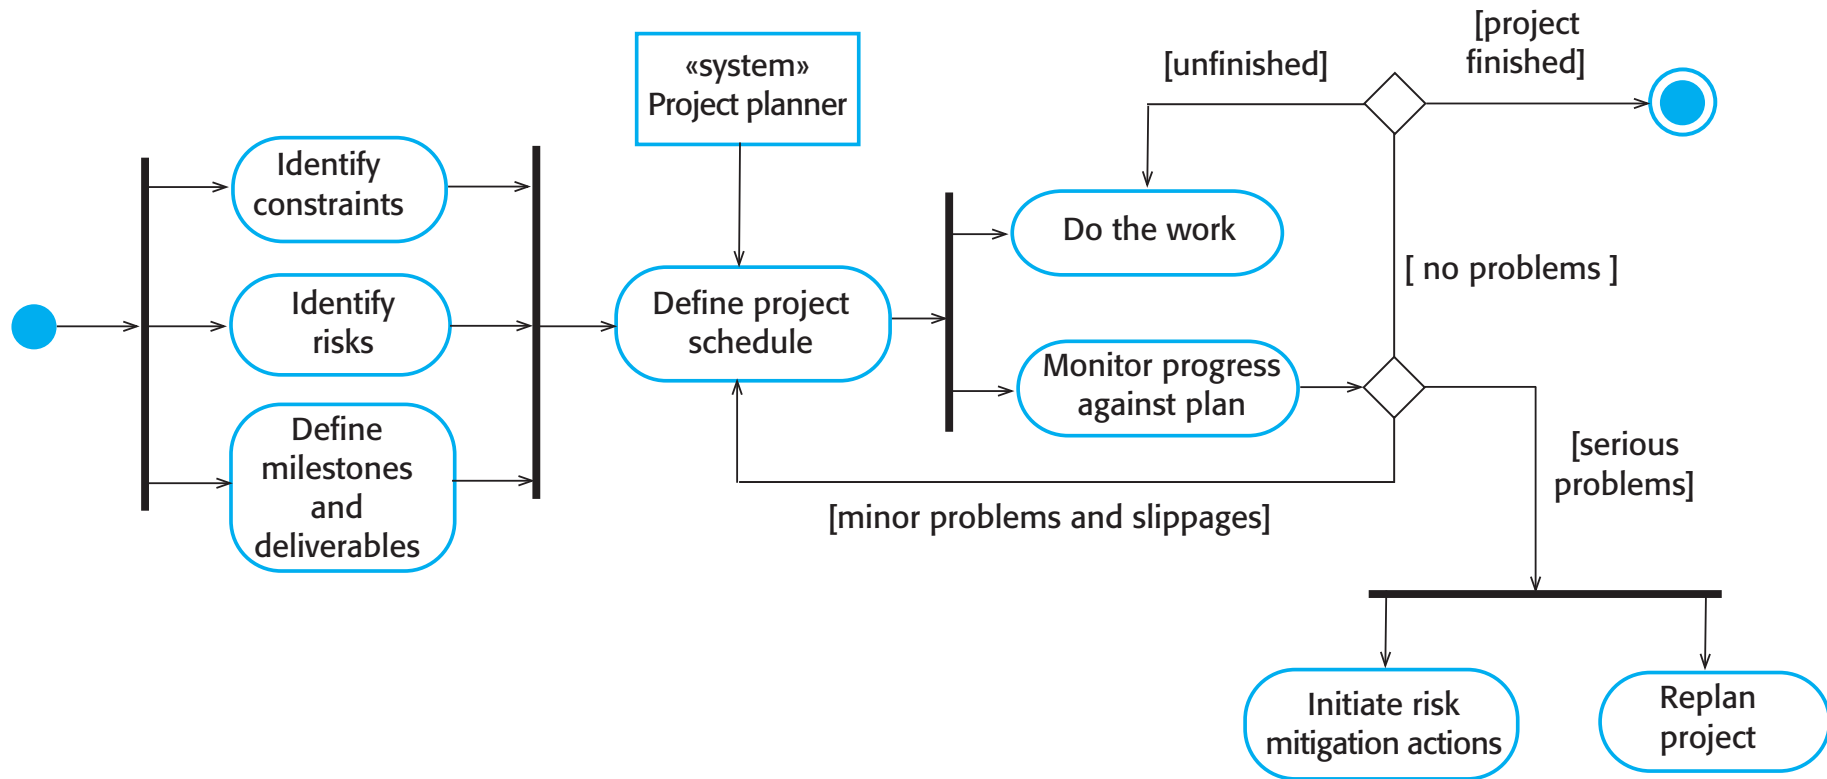 Identify
constraints
Identify
risks
Define
milestones
and
deliverables
«system»
Project planner
Define project
schedule
[unfinished]
[project
finished]
Do the work
[ no problems ]
Monitor progress
against plan
[minor problems and slippages]
[serious
problems]
Initiate risk
mitigation actions
Replan
project